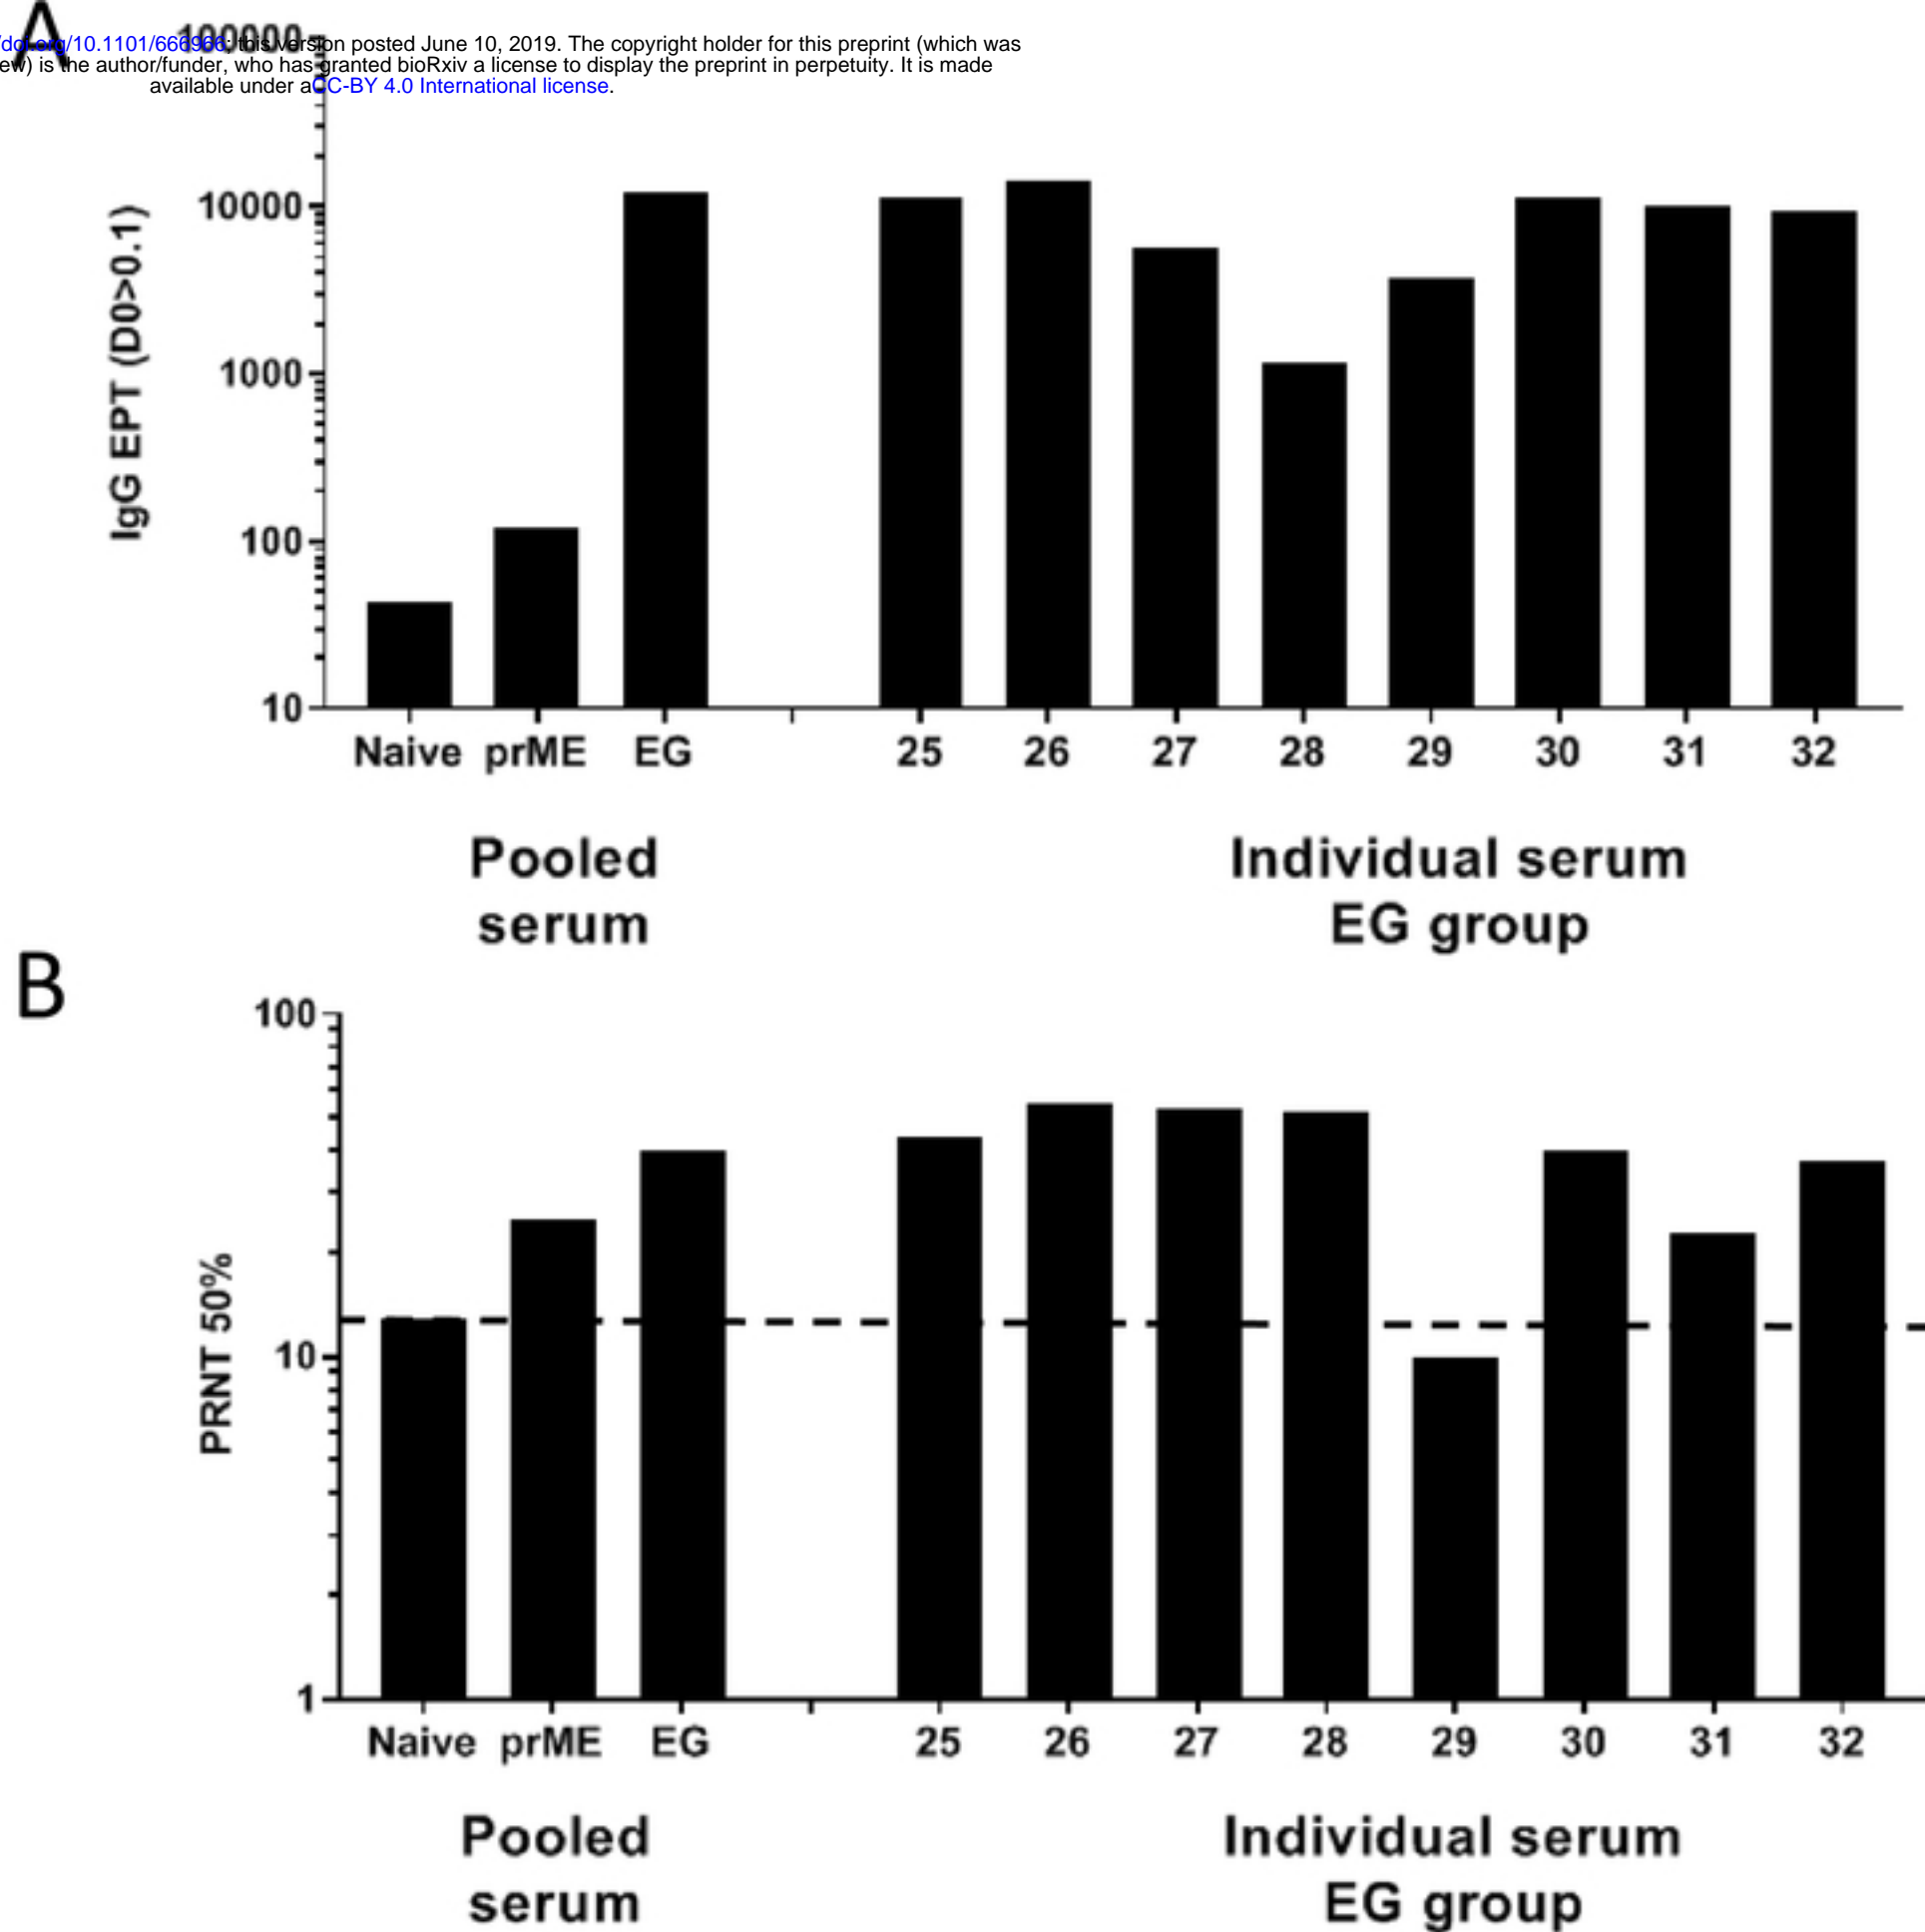 A
100000
/doi.org/10.1101/666966; this version posted June 10, 2019. The copyright holder for this preprint (which was
ew) is the author/funder, who has granted bioRxiv a license to display the preprint in perpetuity. It is made
available under aCC-BY 4.0 International license.
IgG EPT (D0>0.1)
10000
1000
100
10
Naive prME EG 25 26 27 28 29 30 31 32
Pooled Individual serum
serum EG group
B
100
PRNT 50%
10
1
Naive prME EG 25 26 27 28 29 30 31 32
Pooled Individual serum
serum EG group